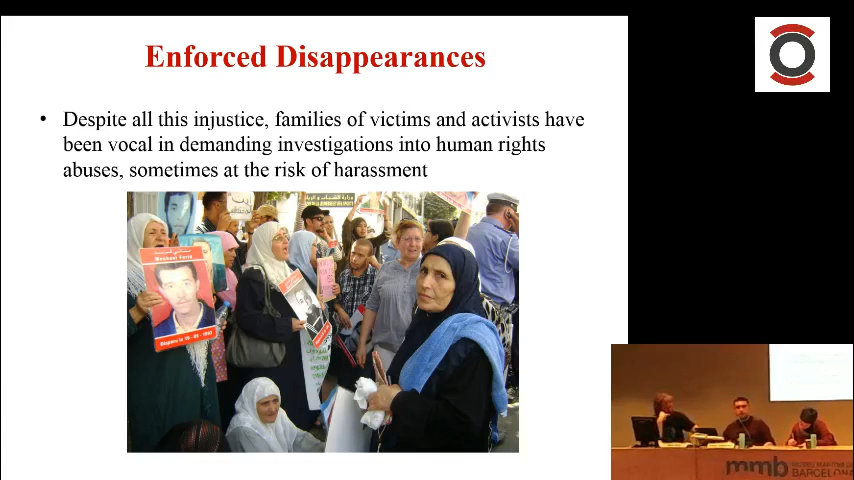 Enforced Disappearances
• Despite all this injustice, families of victims and activists have
been vocal in demanding investigations into human rights
abuses, sometimes at the risk of harassment
mmb
BARCELONA